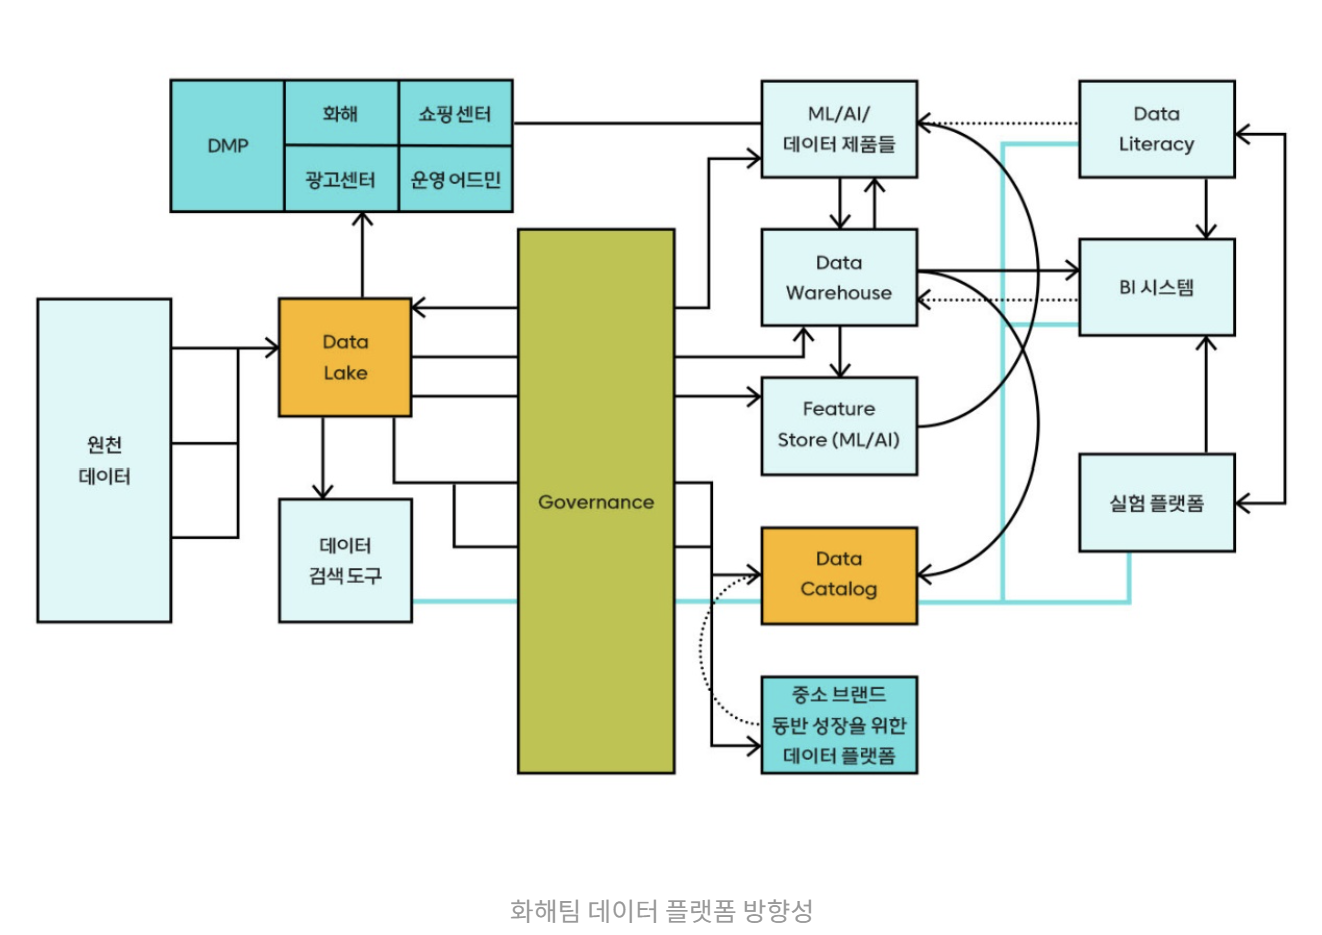 DMP
화해
쇼핑센터
광고센터
운영 어드민
ML/AI/
데이터 제품들
Data
Literacy
Data
Warehouse
BI 시스템
원천
데이터
Data
Lake
Feature
Store (ML/AI)
Governance
실험 플랫폼
데이터
검색 도구
Data
Catalog
중소 브랜드
동반 성장을 위한
데이터 플랫폼
화해팀 데이터 플랫폼 방향성